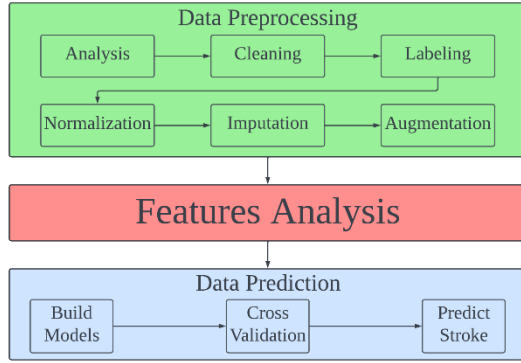 Data Preprocessing
Analysis
Cleaning
Labeling
Normalization
Imputation
Augmentation
Features Analysis
Data Prediction
Build
Models
Cross
Validation
Predict
Stroke